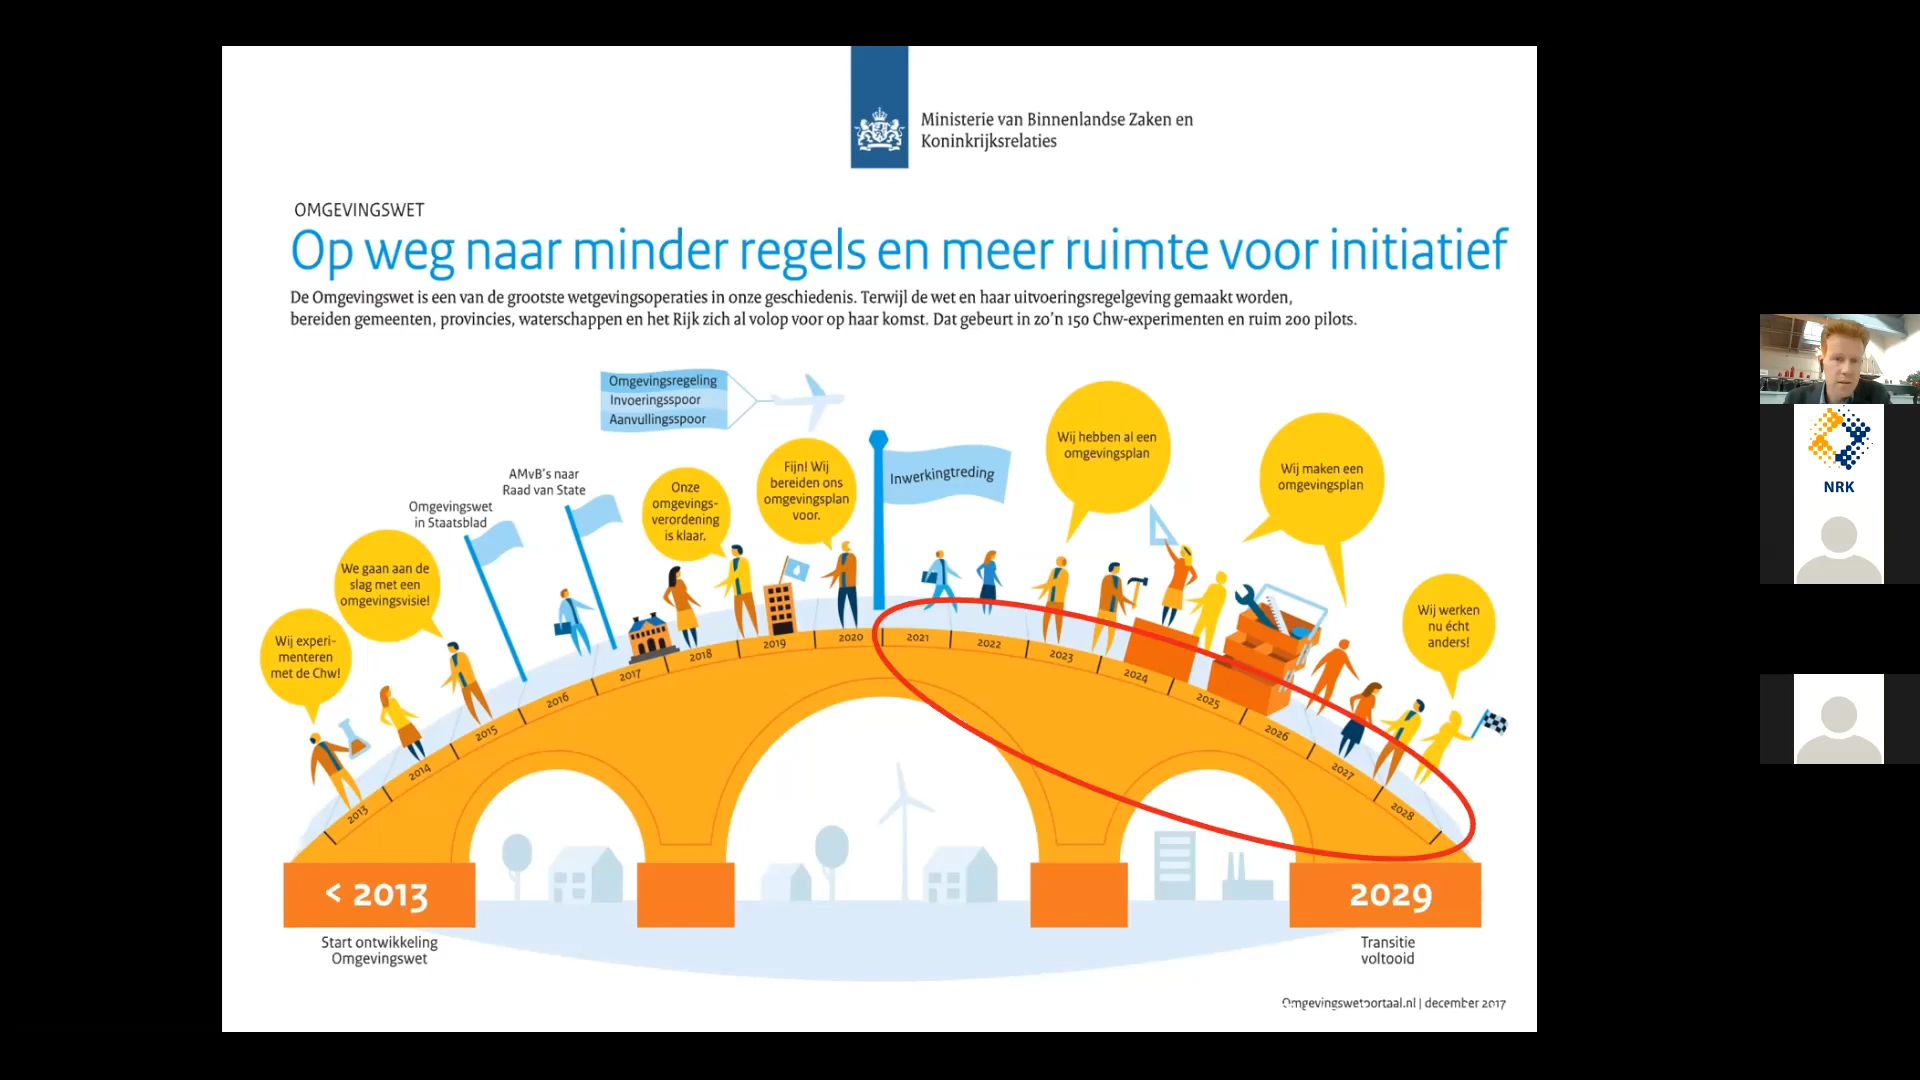 Ministerie van Binnenlandse Zaken en
Koninkrijksrelaties
OMGEVINGSWET
Op weg naar minder regels en meer ruimte voor initiatief
De Omgevingswet is een van de grootste wetgevingsoperaties in onze geschiedenis. Terwijl de wet en haar uitvoeringsregelgeving gemaakt worden,
bereiden gemeenten, provincies, waterschappen en het Rijk zich al volop voor op haar komst. Dat gebeurt in zo'n 150 Chw-experimenten en ruim 200 pilots.
Omgevingsregeling
Invoeringsspoor
Aanvullingsspoor
Wij experi-
menteren
met de Chw!
We gaan aan de
slag met een
omgevingsvisie!
Omgevingswet
in Staatsblad
AMvB's naar
Raad van State
Onze
omgevings-
verordening
is klaar.
Fijn! Wij
bereiden ons
omgevingsplan
voor.
Inwerkingtreding
Wij hebben al een
omgevingsplan
Wij maken een
omgevingsplan
Wij werken
nu écht
anders!
2013
2014
2015
2016
2017
2018
2019
2020
2021
2022
2023
2024
2025
2026
2027
2028
< 2013
Start ontwikkeling
Omgevingswet
2029
Transitie
voltooid
Omgevingswetportaal.nl | december 2017
NRK